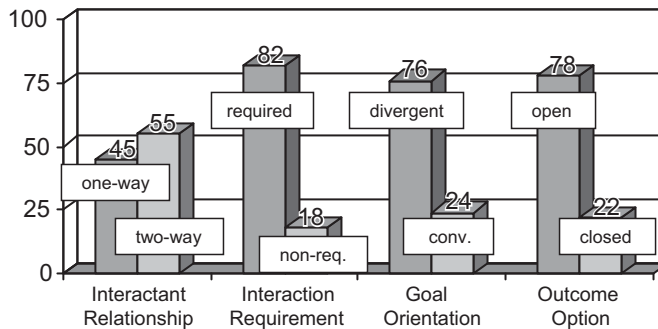 100
82
76
78
75
required
divergent
open
55
50
45
one-way
25
24
22
18
two-way
non-req.
conv.
closed
0
Interactant Relationship
Interaction Requirement
Goal Orientation
Outcome Option